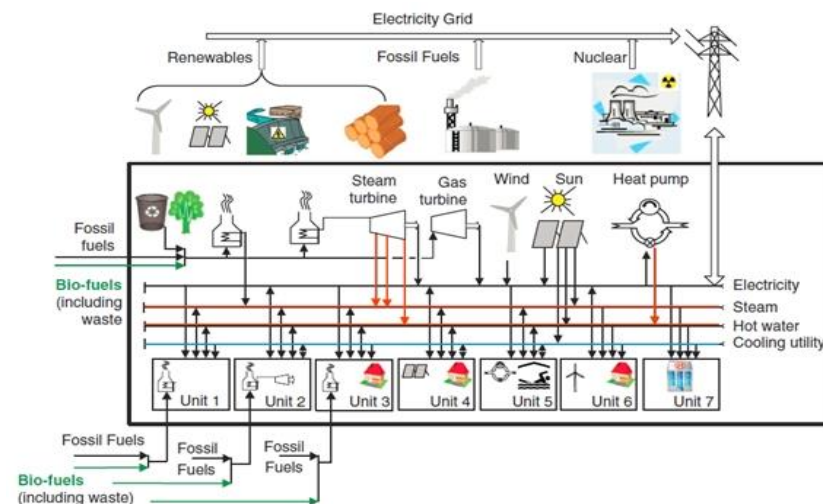 Electricity Grid
Renewables
Fossil Fuels
Nuclear
Steam
turbine
Gas
turbine
Wind
Sun
Heat pump
Fossil
fuels
Bio-fuels
(including
waste
Electricity
Steam
Hot water
Cooling utility
Unit 1
Unit 2
Unit 3
Unit 4
Unit 5
Unit 6
Unit 7
Fossil Fuels
Fossil
Fuels
Fossil
Fuels
Bio-fuels
(including waste)